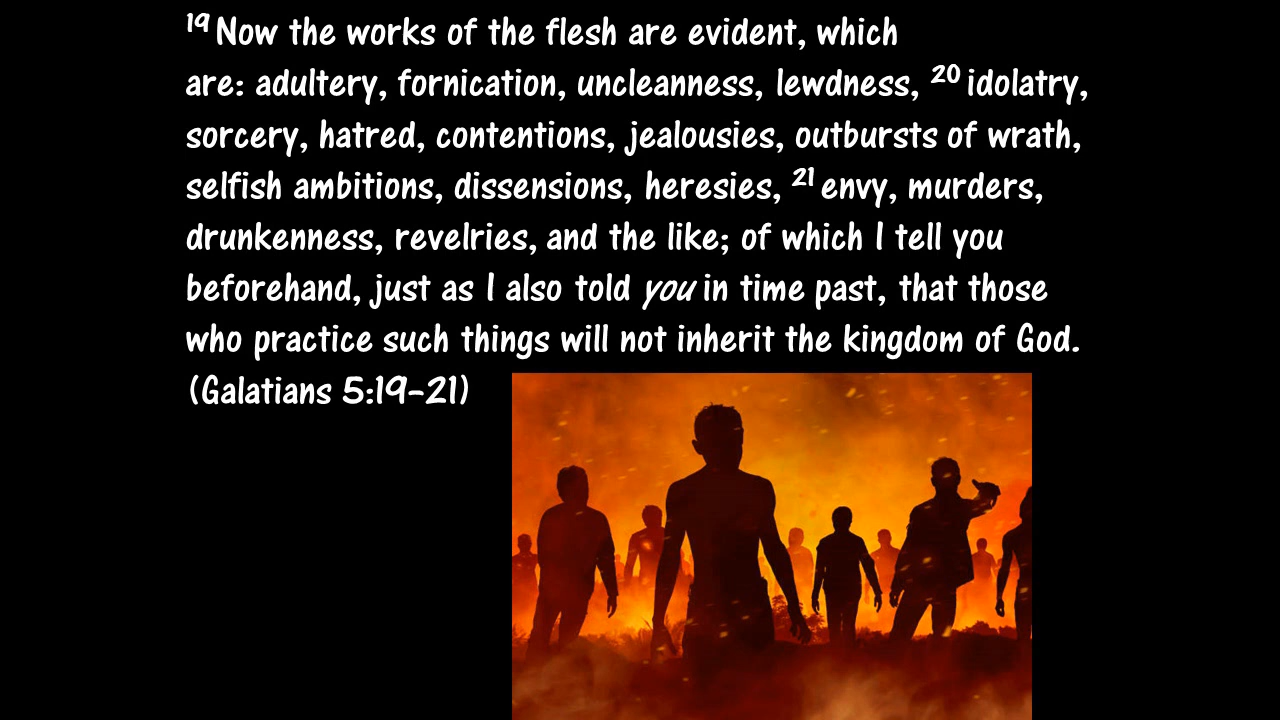 19 Now the works of the flesh are evident, which
are: adultery, fornication, uncleanness, lewdness, 20 idolatry,
sorcery, hatred, contentions, jealousies, outbursts of wrath,
selfish ambitions, dissensions, heresies, 21 envy, murders,
drunkenness, revelries, and the like; of which I tell you
beforehand, just as I also told you in time past, that those
who practice such things will not inherit the kingdom of God.
(Galatians 5:19-21)